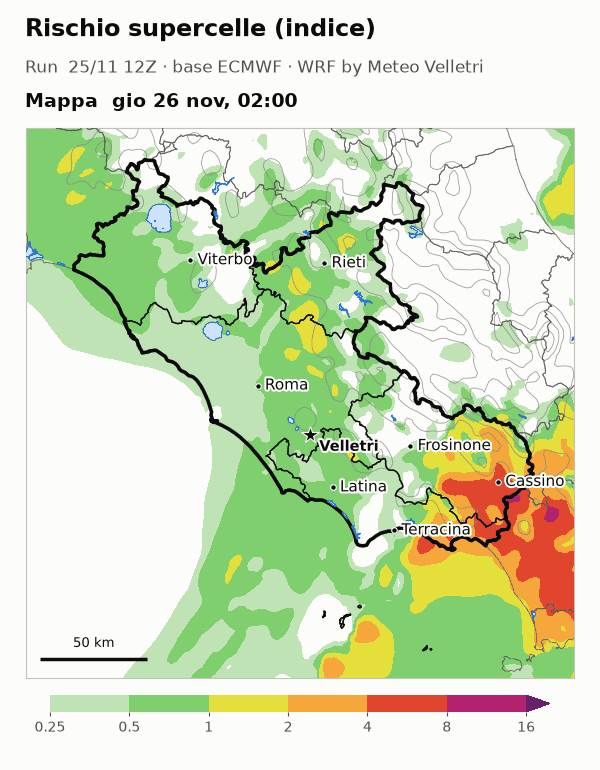 Rischio supercelle (indice)
Run  25/11 12Z · base ECMWF · WRF by Meteo Velletri
Mappa  gio 26 nov, 02:00
Viterbo
Rieti
Roma
Velletri
Frosinone
Cassino
Latina
Terracina
50 km
0.25 0.5 1 2 4 8 16